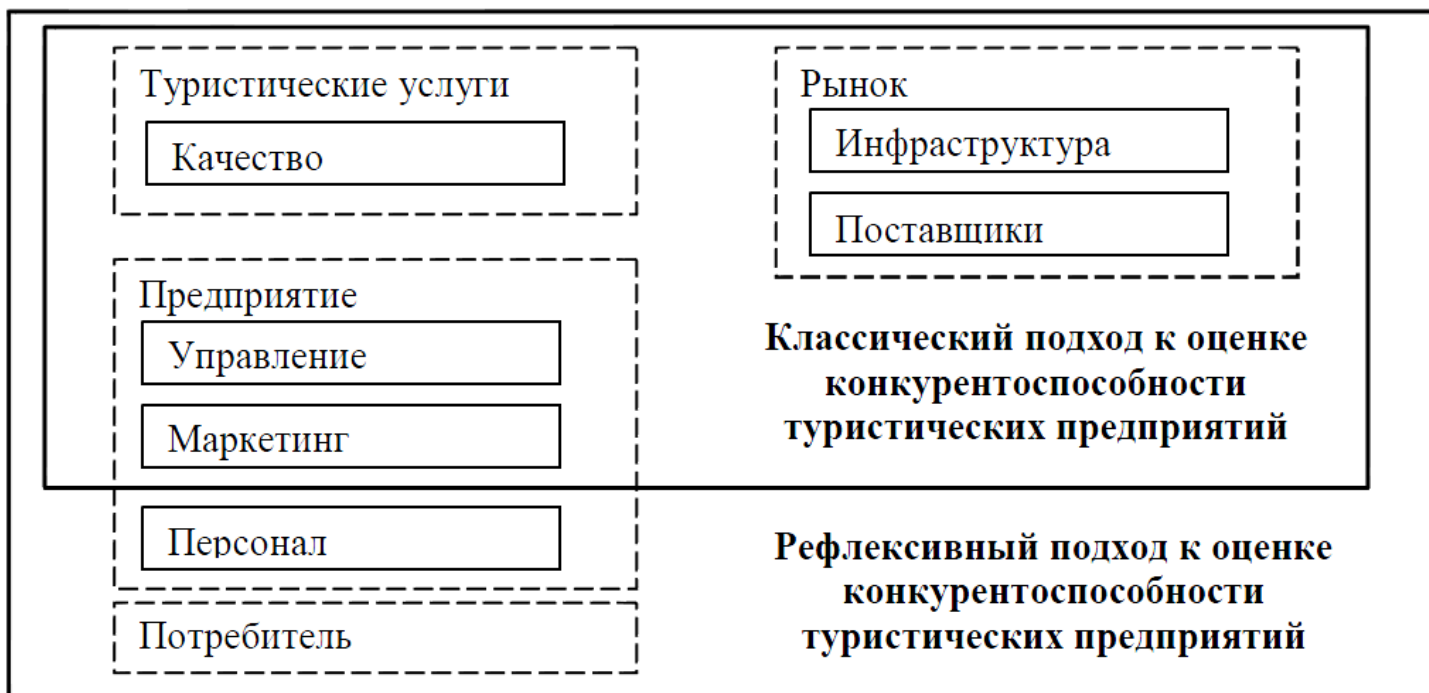 Туристические услуги
Качество
Рынок
Инфраструктура
Поставщики
Предприятие
Управление
Маркетинг
Персонал
Потребитель
Классический подход к оценке
конкурентоспособности
туристических предприятий
Рефлексивный подход к оценке
конкурентоспособности
туристических предприятий